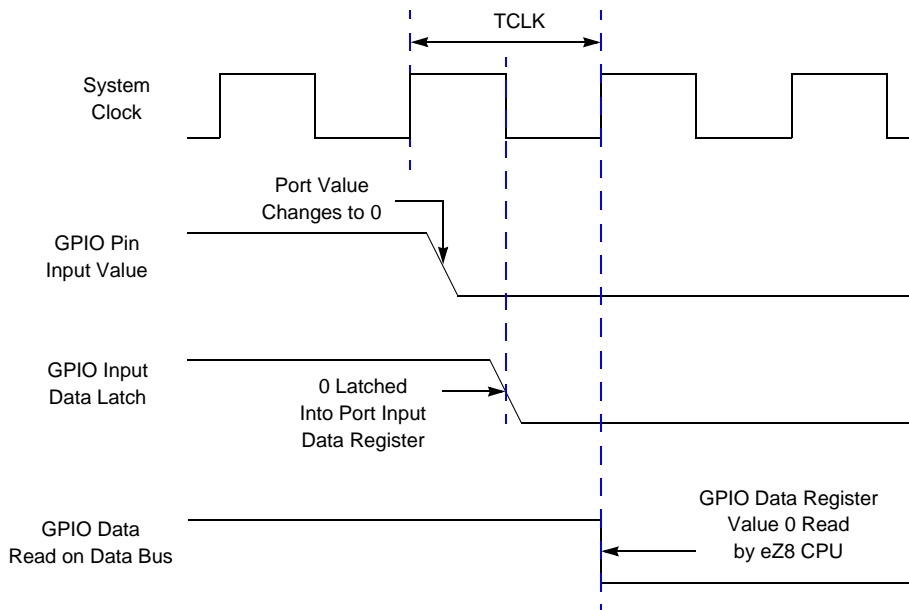 TCLK
System
Clock
Port Value
Changes to 0
GPIO Pin
Input Value
GPIO Input
Data Latch
0 Latched
Into Port Input
Data Register
GPIO Data Register
Value 0 Read
by eZ8 CPU
GPIO Data
Read on Data Bus